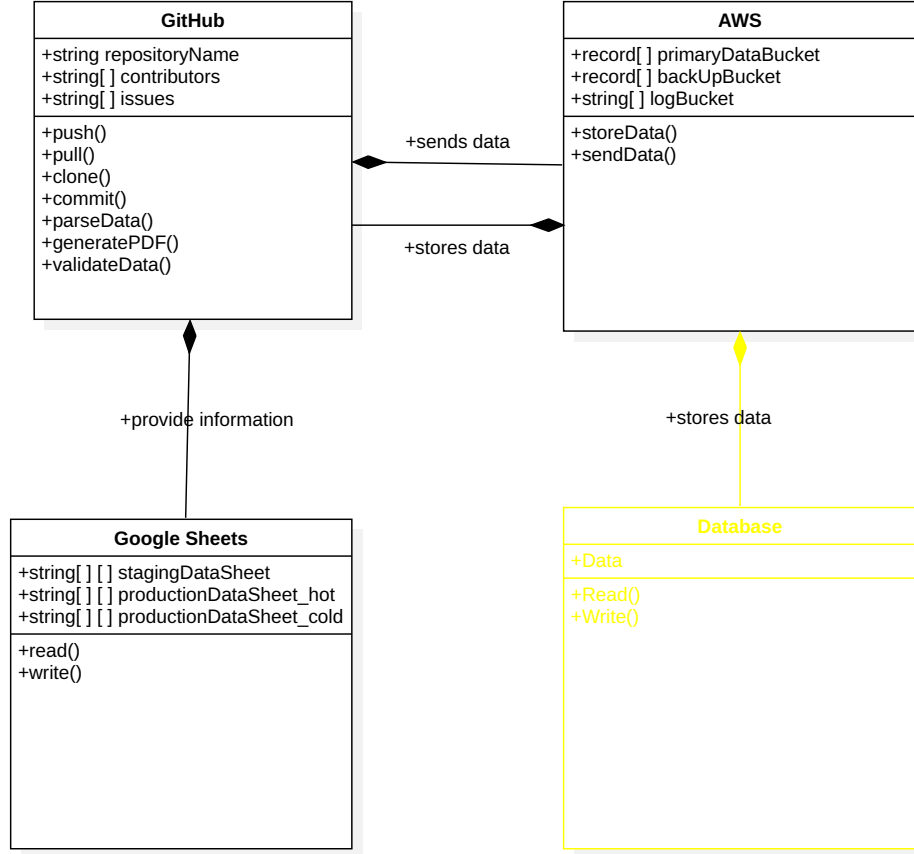 GitHub
+string repositoryName
+string[ ] contributors
+string[ ] issues
+push()
+pull()
+clone()
+commit()
+parseData()
+generatePDF()
+validateData()
+sends data
+stores data
AWS
+record[ ] primaryDataBucket
+record[ ] backUpBucket
+string[ ] logBucket
+storeData()
+sendData()
+provide information
+stores data
Google Sheets
+string[ ] [ ] stagingDataSheet
+string[ ] [ ] productionDataSheet_hot
+string[ ] [ ] productionDataSheet_cold
+read()
+write()
Database
+Data
+Read()
+Write()